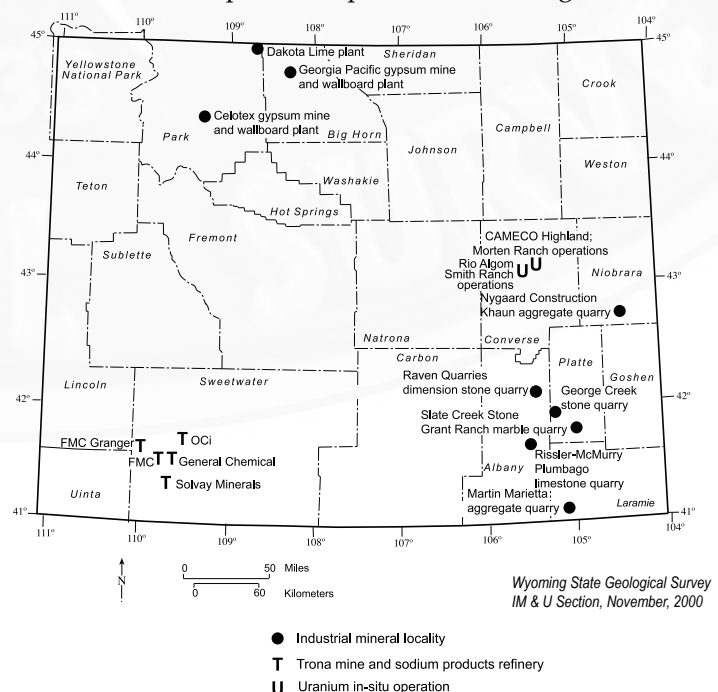 45°
111°
110°
109°
108°
107°
106°
105°
104°
45°
Yellowstone
National Park
Dakota Lime plant
Sheridan
Georgia Pacific gypsum mine
and wallboard plant
Crook
Celotex gypsum mine
and wallboard plant
Park
Big Horn
Campbell
Johnson
44°
44°
Weston
Teton
Washakie
Hot Springs
Fremont
Sublette
CAMECO Highland;
Morten Ranch operations
Rio Algom
Smith Ranch
operations
U U
43°
43°
Niobrara
Nygaard Construction
Khaun aggregate quarry
Natrona
Converse
Carbon
Platte
Goshen
Lincoln
Sweetwater
Raven Quarries
dimension stone quarry
George Creek
stone quarry
42°
42°
Slate Creek Stone
Grant Ranch marble quarry
FMC Granger T
T OCi
FMC T T General Chemical
T Solvay Minerals
Rissler-McMurry
Plumbago
limestone quarry
Albany
Uinta
Martin Marietta
aggregate quarry
Laramie
41°
41°
111°
110°
109°
108°
107°
106°
105°
104°
N
0 50 Miles
0 60 Kilometers
Wyoming State Geological Survey
IM & U Section, November, 2000
Industrial mineral locality
T Trona mine and sodium products refinery
U Uranium in-situ operation